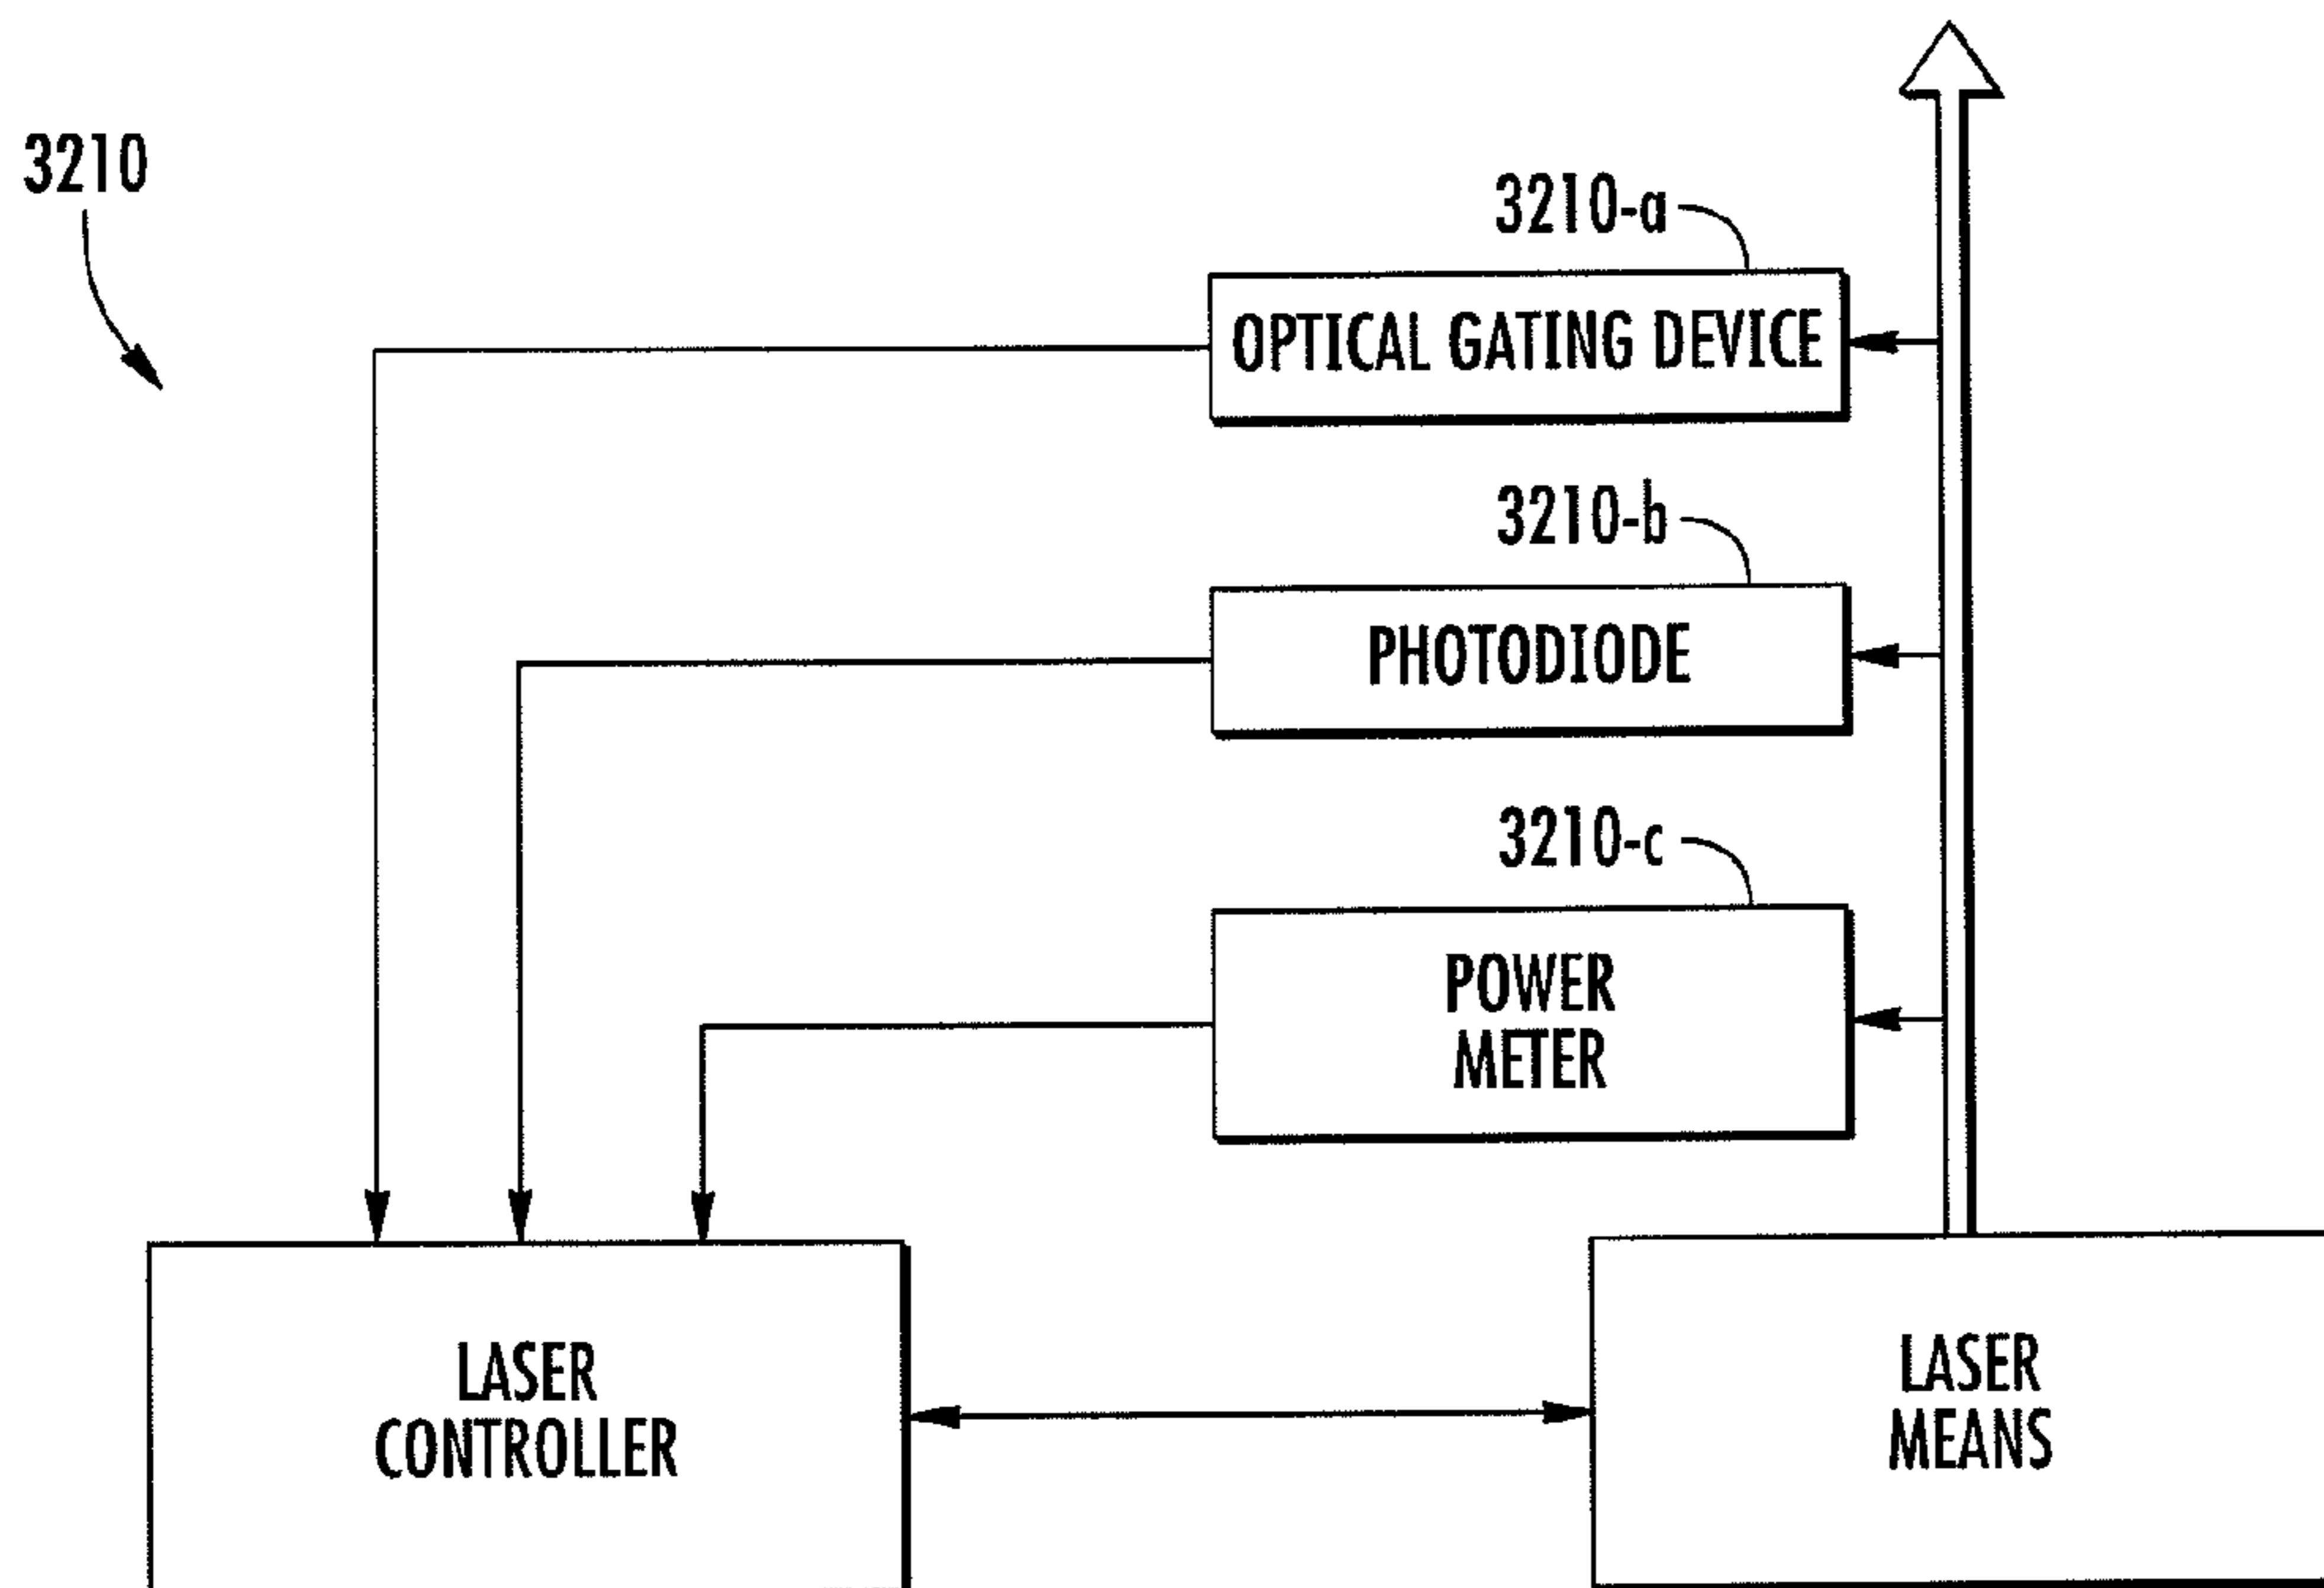 3210
3210-a
OPTICAL GATING DEVICE
3210-b
PHOTODIODE
3210-c
POWER
METER
LASER
CONTROLLER
LASER
MEANS